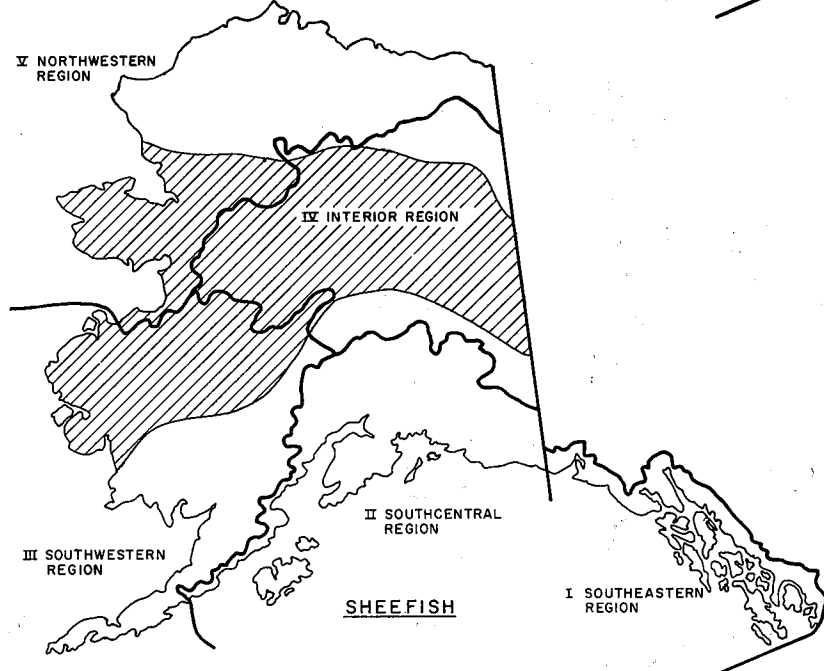 V NORTHWESTERN
REGION
IV INTERIOR REGION
II SOUTHCENTRAL
REGION
III SOUTHWESTERN
REGION
I SOUTHEASTERN
REGION
SHEEFISH